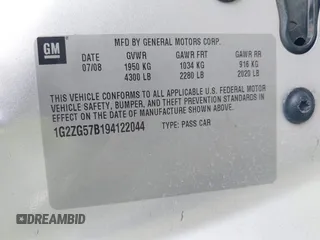 GM
MFD BY GENERAL MOTORS CORP.
DATE GVWR GAWR FRT GAWR RR
07/08 1950 KG 1034 KG 916 KG
4300 LB 2280 LB 2020 LB
THIS VEHICLE CONFORMS TO ALL APPLICABLE U.S. FEDERAL MOTOR
VEHICLE SAFETY, BUMPER, AND THEFT PREVENTION STANDARDS IN
EFFECT ON THE DATE OF MANUFACTURE SHOWN ABOVE.
1G2ZG57B194122044 TYPE: PASS CAR
DREAMBID